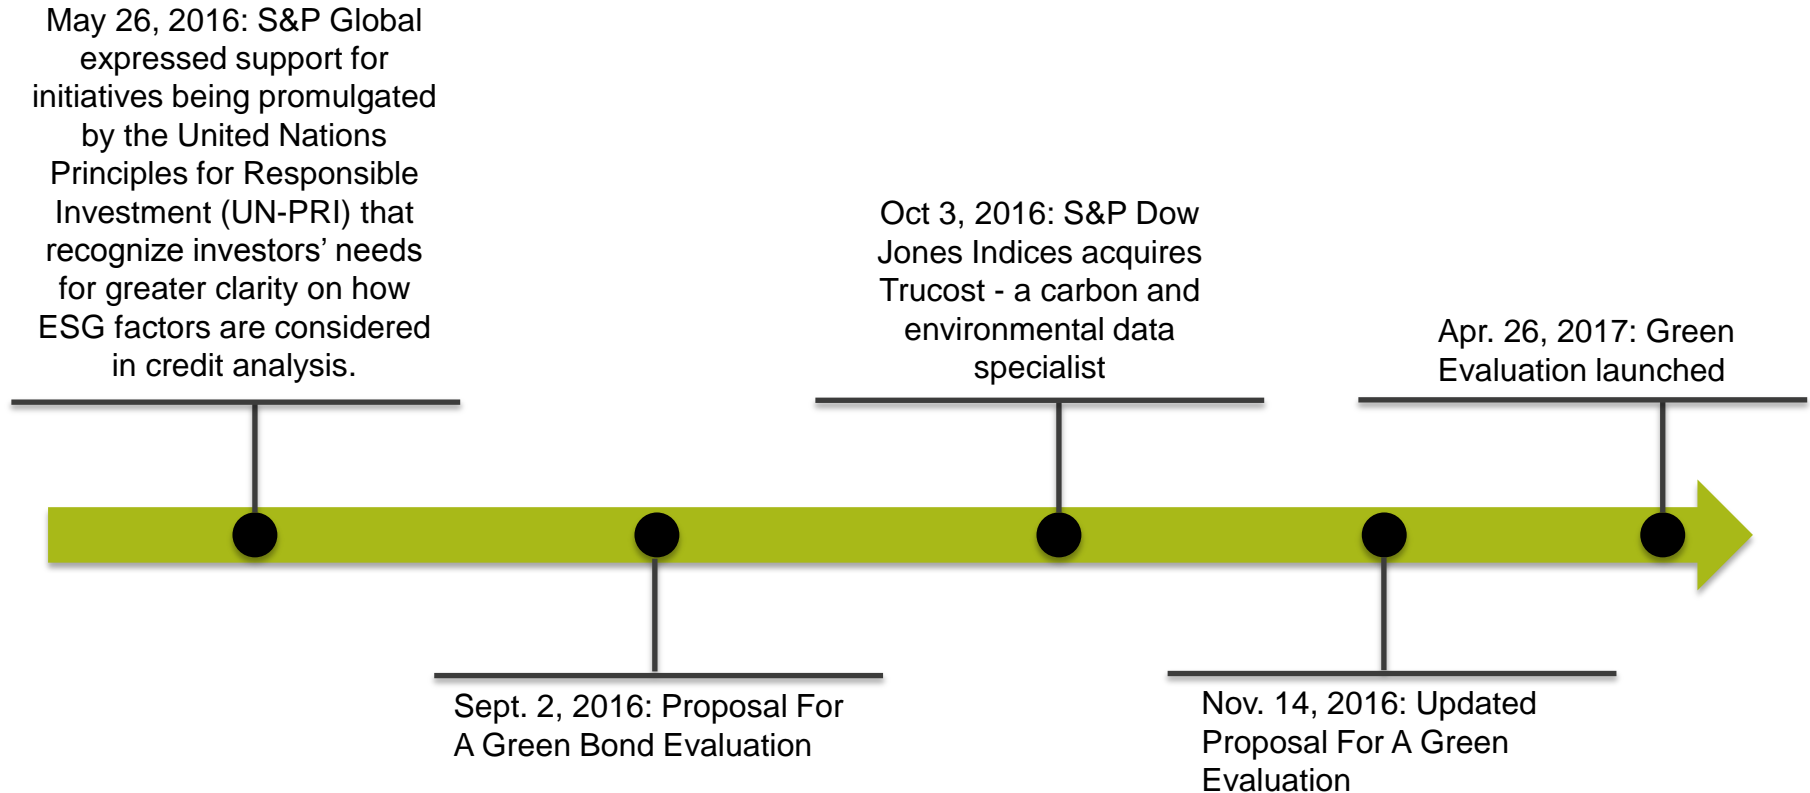 May 26, 2016: S&P Global
expressed support for
initiatives being promulgated
by the United Nations
Principles for Responsible
Investment (UN-PRI) that
recognize investors’ needs
for greater clarity on how
ESG factors are considered
in credit analysis.
Sept. 2, 2016: Proposal For
A Green Bond Evaluation
Oct 3, 2016: S&P Dow
Jones Indices acquires
Trucost - a carbon and
environmental data
specialist
Nov. 14, 2016: Updated
Proposal For A Green
Evaluation
Apr. 26, 2017: Green
Evaluation launched